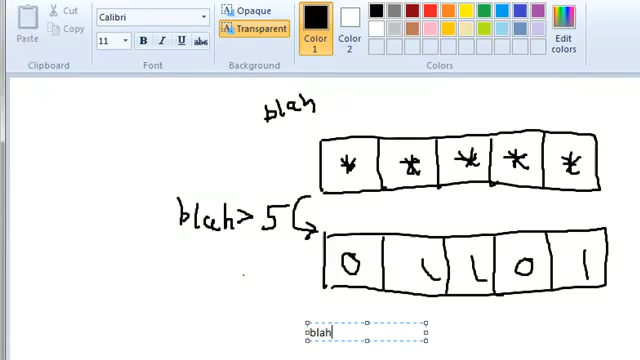 Calibri
Opaque
Cut
Paste
Copy
11
B I U abc
Transparent
Color 1
Color 2
Edit colors
Clipboard
Font
Background
Colors
blah
* * * * *
blah> 5
0 1 1 0 1
blah